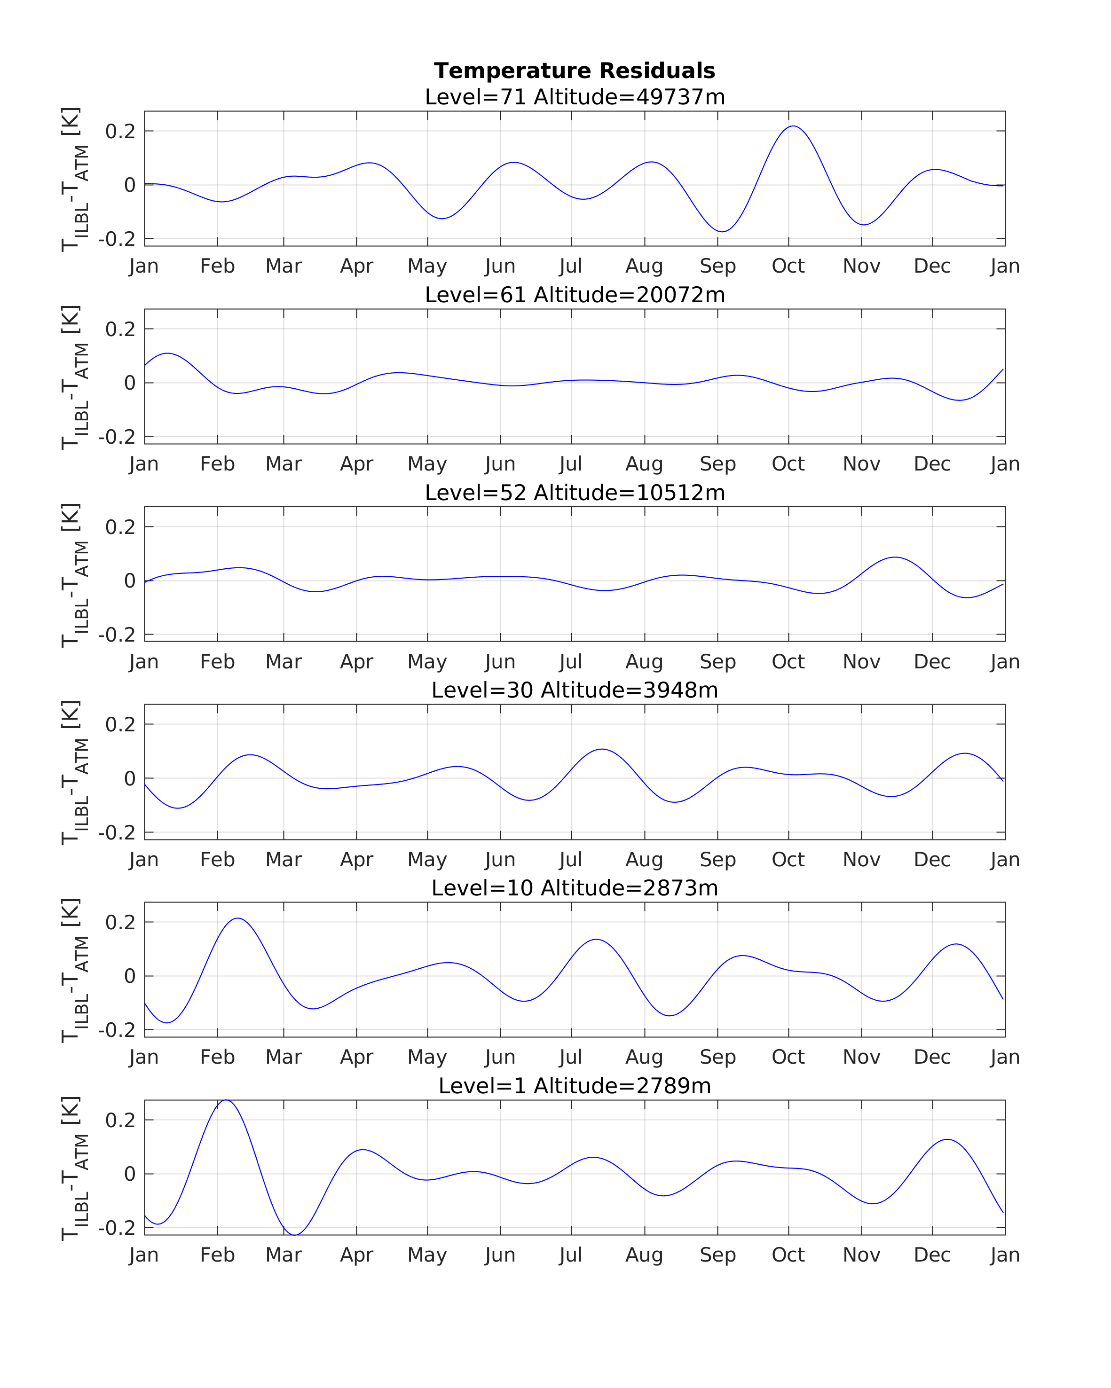 Temperature Residuals
Level=71 Altitude=49737m
T_ILBL-T_ATM [K]
0.2
0
-0.2
Jan Feb Mar Apr May Jun Jul Aug Sep Oct Nov Dec Jan
Level=61 Altitude=20072m
T_ILBL-T_ATM [K]
0.2
0
-0.2
Jan Feb Mar Apr May Jun Jul Aug Sep Oct Nov Dec Jan
Level=52 Altitude=10512m
T_ILBL-T_ATM [K]
0.2
0
-0.2
Jan Feb Mar Apr May Jun Jul Aug Sep Oct Nov Dec Jan
Level=30 Altitude=3948m
T_ILBL-T_ATM [K]
0.2
0
-0.2
Jan Feb Mar Apr May Jun Jul Aug Sep Oct Nov Dec Jan
Level=10 Altitude=2873m
T_ILBL-T_ATM [K]
0.2
0
-0.2
Jan Feb Mar Apr May Jun Jul Aug Sep Oct Nov Dec Jan
Level=1 Altitude=2789m
T_ILBL-T_ATM [K]
0.2
0
-0.2
Jan Feb Mar Apr May Jun Jul Aug Sep Oct Nov Dec Jan